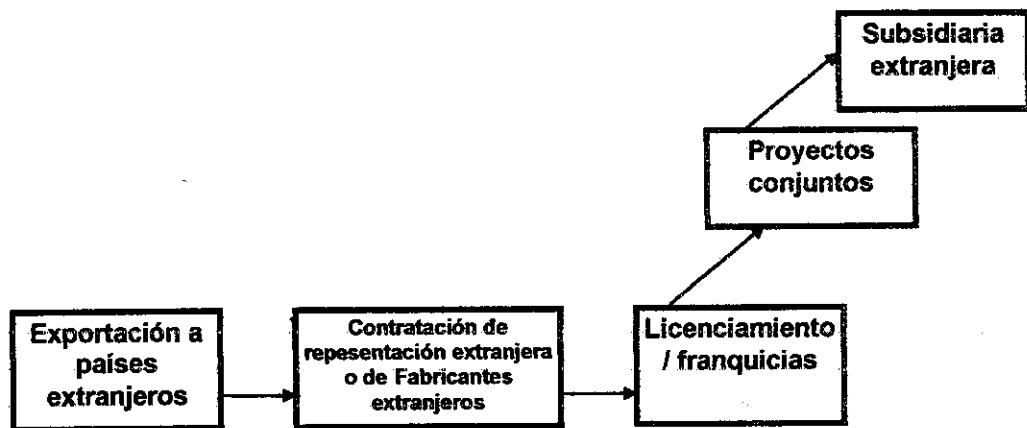 Subsidiaria
extranjera
Proyectos
conjuntos
Exportación a
países
extranjeros
Contratación de
repesentación extranjera
o de Fabricantes
extranjeros
Licenciamiento
/ franquicias